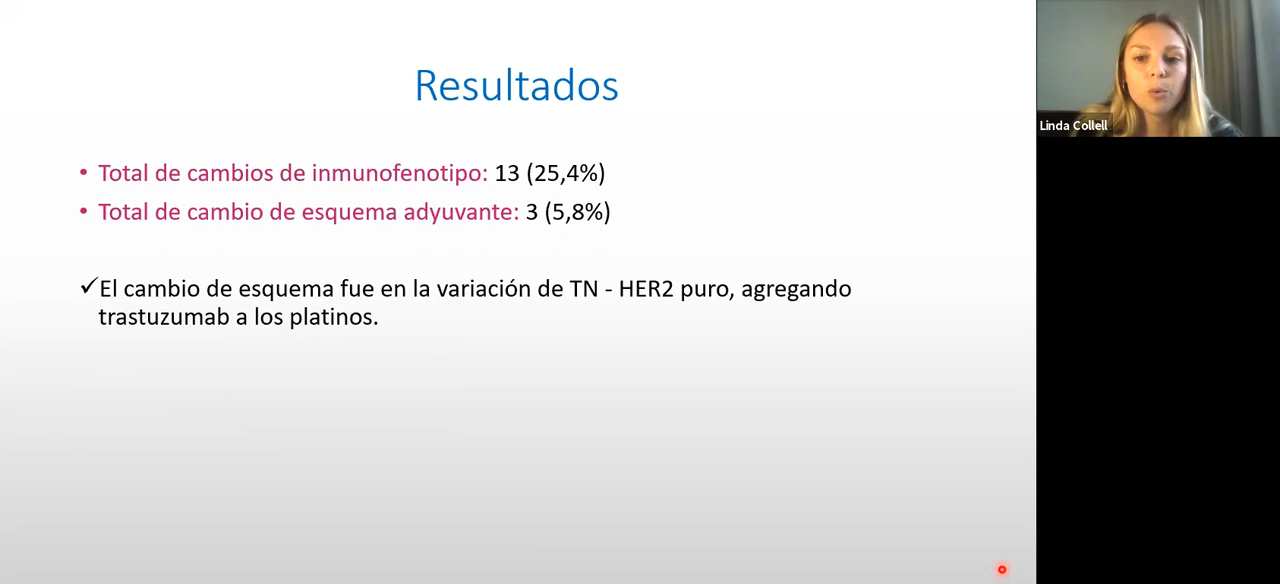 Resultados
• Total de cambios de inmunofenotipo: 13 (25,4%)
• Total de cambio de esquema adyuvante: 3 (5,8%)
✓El cambio de esquema fue en la variación de TN - HER2 puro, agregando
trastuzumab a los platinos.
Linda Collell